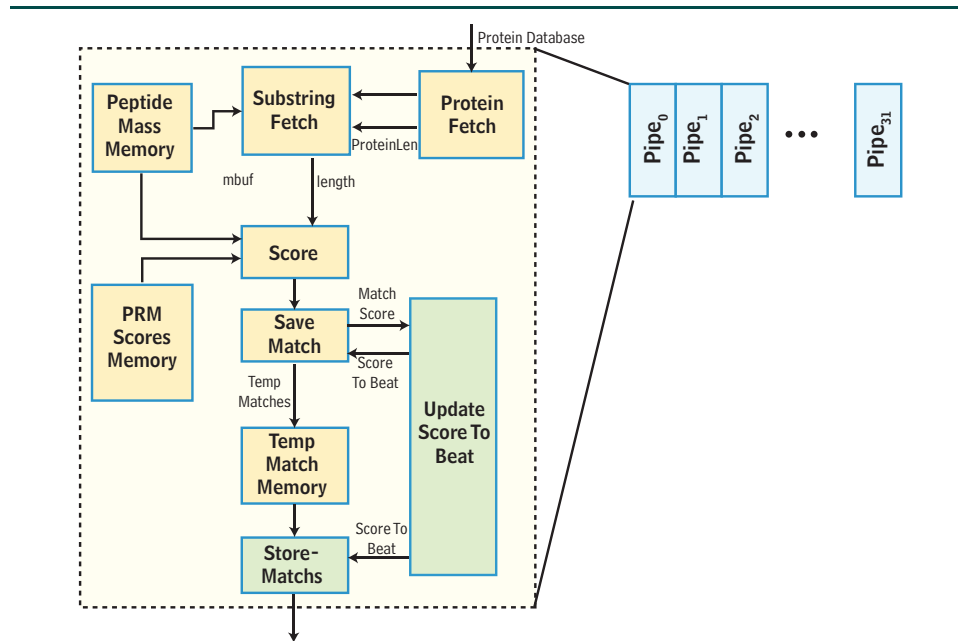 Protein Database
Peptide
Mass
Memory
Substring
Fetch
Protein
Fetch
ProteinLen
mbuf
length
Score
PRM
Scores
Memory
Save
Match
Match
Score
Score
To Beat
Temp
Matches
Update
Score To
Beat
Temp
Match
Memory
Score To
Beat
Store-
Matchs
Pipe0
Pipe1
Pipe2
Pipe31